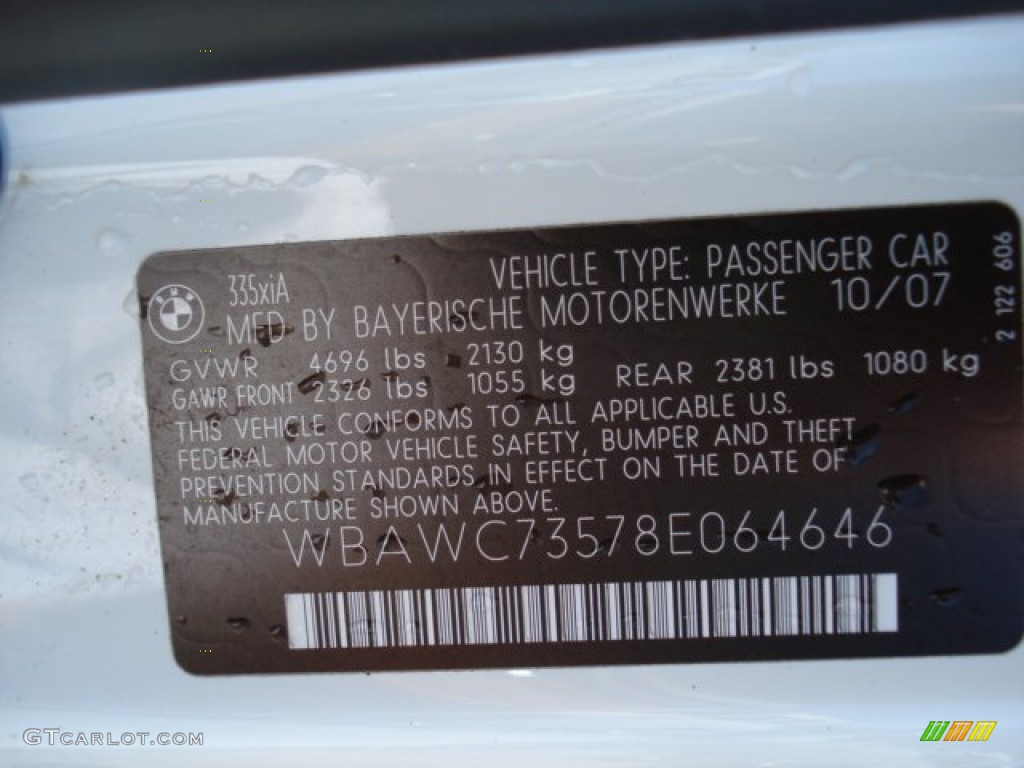 335xiA
VEHICLE TYPE: PASSENGER CAR
MFD BY BAYERISCHE MOTORENWERKE 10/07
GVWR 4696 lbs 2130 kg
GAWR FRONT 2326 lbs 1055 kg REAR 2381 lbs 1080 kg
THIS VEHICLE CONFORMS TO ALL APPLICABLE U.S.
FEDERAL MOTOR VEHICLE SAFETY, BUMPER AND THEFT
PREVENTION STANDARDS IN EFFECT ON THE DATE OF
MANUFACTURE SHOWN ABOVE.
WBAWC73578E064646
2 122 606
BMW
GTCARLOT.COM